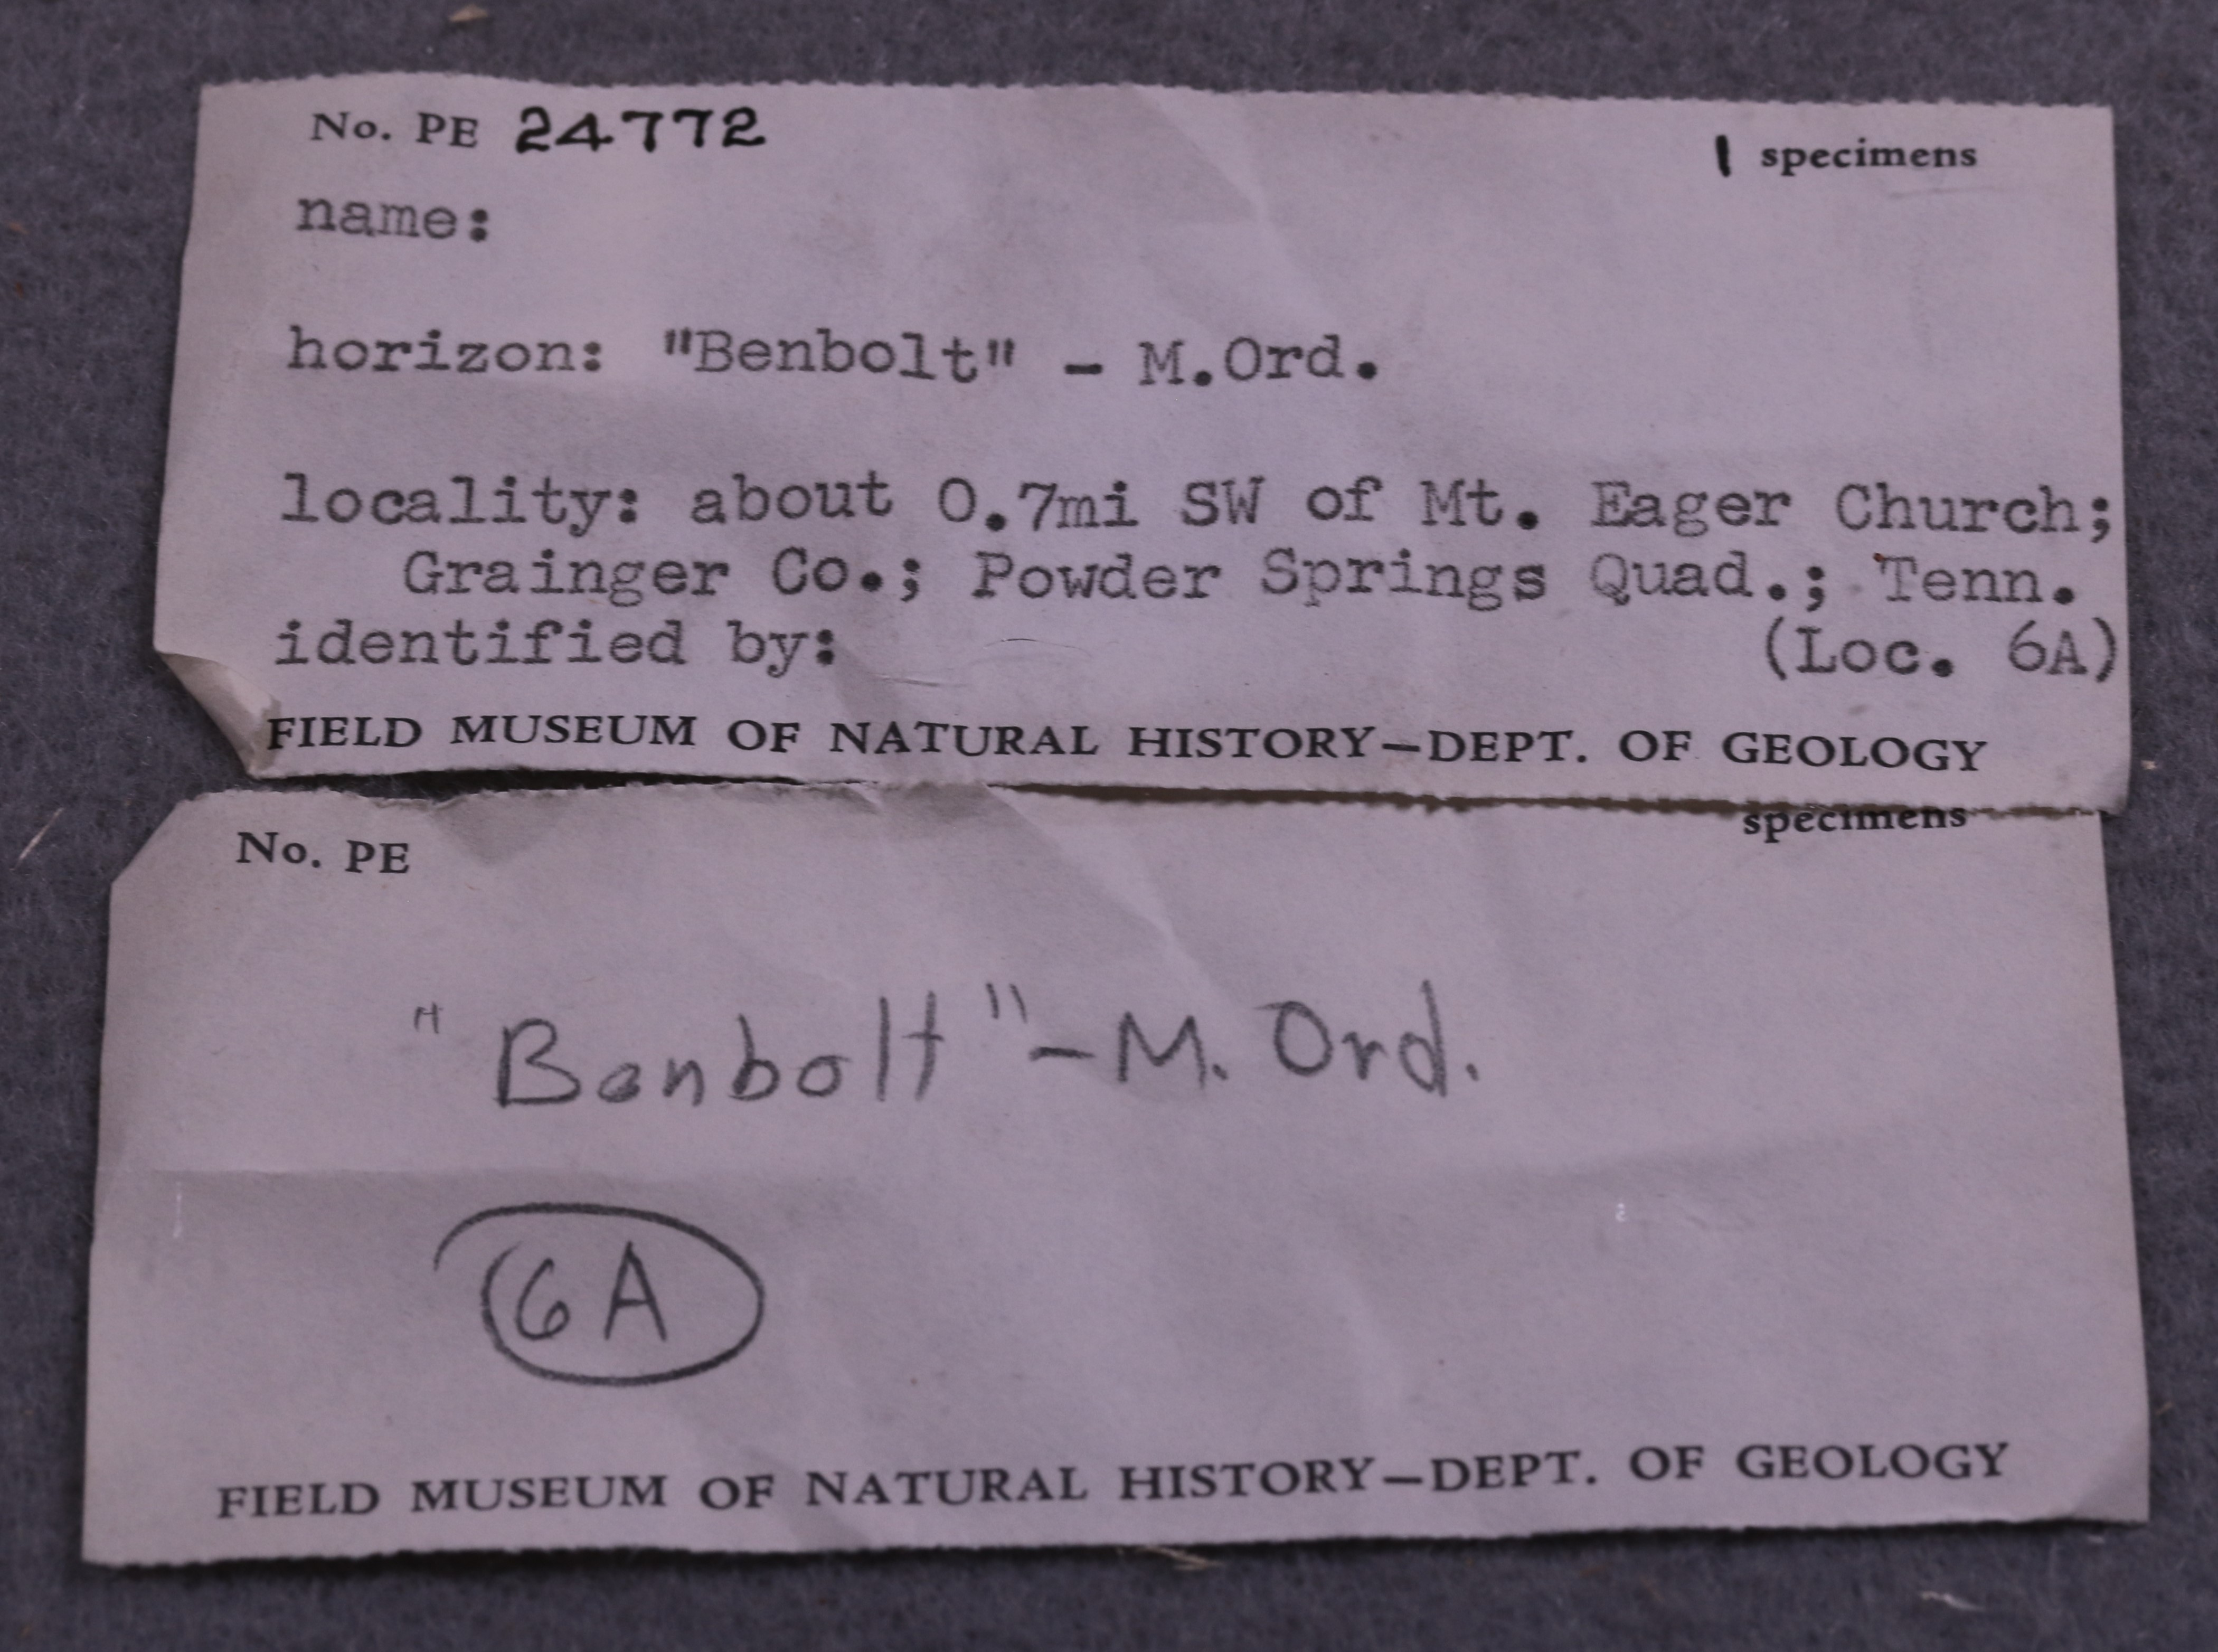 No. PE 24772 1 specimens
name:
horizon: "Benbolt" - M.Ord.
locality: about 0.7mi SW of Mt. Eager Church;
Grainger Co.; Powder Springs Quad.; Tenn.
identified by: (Loc. 6A)
FIELD MUSEUM OF NATURAL HISTORY—DEPT. OF GEOLOGY
No. PE specimens
"Benbolt" - M. Ord.
6A
FIELD MUSEUM OF NATURAL HISTORY—DEPT. OF GEOLOGY